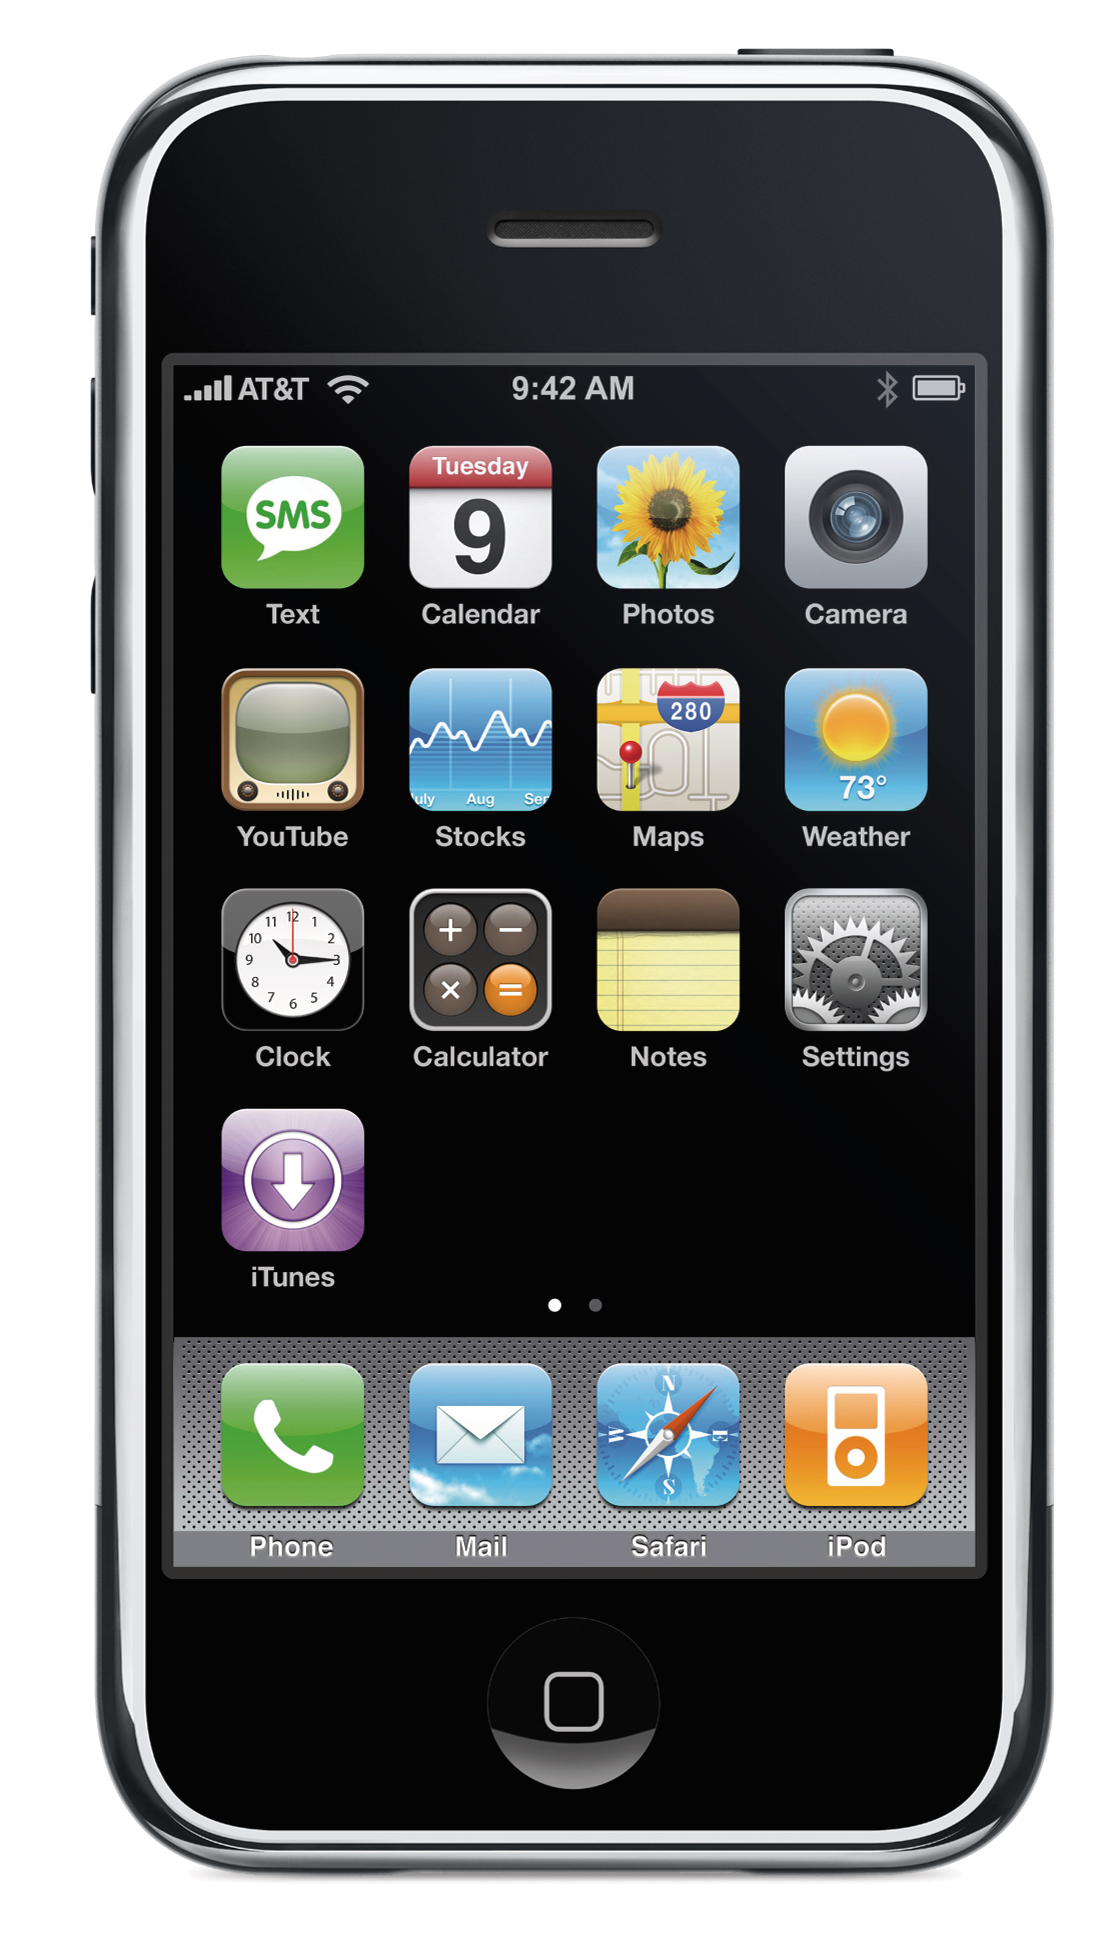 AT&T 9:42 AM
SMS
Tuesday
9
Text Calendar Photos Camera
280
73°
uly Aug Sep
YouTube Stocks Maps Weather
12
11 1
10 2
9 3
8 4
7 5
6
+ −
× =
Clock Calculator Notes Settings
iTunes
N
W E
S
Phone Mail Safari iPod